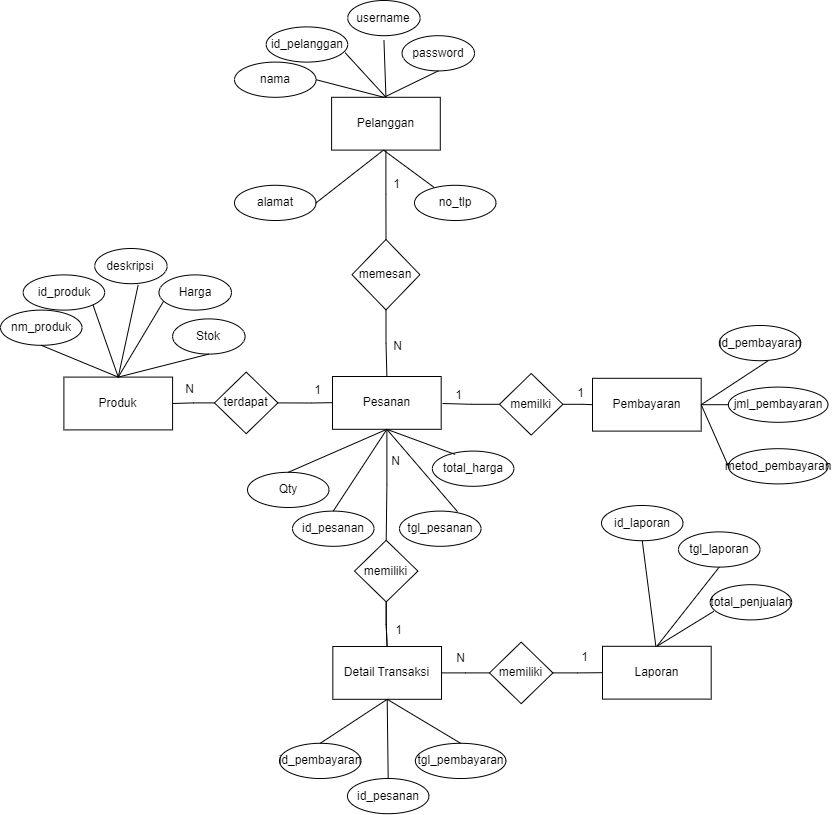 username
id_pelanggan
password
nama
Pelanggan
1
alamat
no_tlp
deskripsi
memesan
id_produk
Harga
nm_produk
Stok
N
id_pembayaran
Produk
N
terdapat
1
Pesanan
1
memilki
1
Pembayaran
jml_pembayaran
N
total_harga
metod_pembayaran
Qty
id_pesanan
tgl_pesanan
id_laporan
tgl_laporan
memiliki
total_penjualan
1
Detail Transaksi
N
memiliki
1
Laporan
id_pembayaran
tgl_pembayaran
id_pesanan